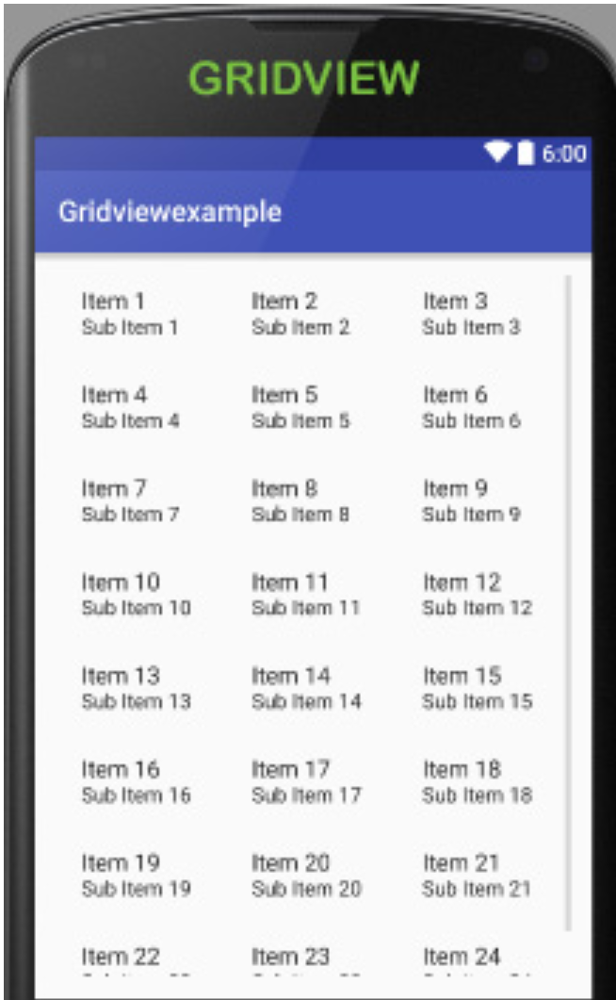 GRIDVIEW
6:00
Gridviewexample
Item 1 Item 2 Item 3
Sub Item 1 Sub Item 2 Sub Item 3
Item 4 Item 5 Item 6
Sub Item 4 Sub Item 5 Sub Item 6
Item 7 Item 8 Item 9
Sub Item 7 Sub Item 8 Sub Item 9
Item 10 Item 11 Item 12
Sub Item 10 Sub Item 11 Sub Item 12
Item 13 Item 14 Item 15
Sub Item 13 Sub Item 14 Sub Item 15
Item 16 Item 17 Item 18
Sub Item 16 Sub Item 17 Sub Item 18
Item 19 Item 20 Item 21
Sub Item 19 Sub Item 20 Sub Item 21
Item 22 Item 23 Item 24